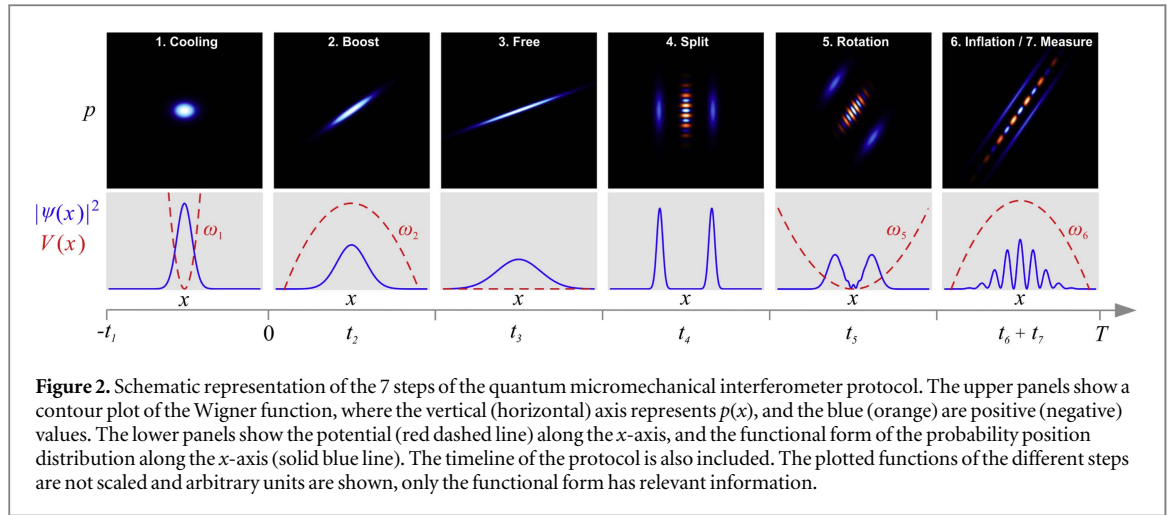 1. Cooling
2. Boost
3. Free
4. Split
5. Rotation
6. Inflation / 7. Measure
p
|ψ(x)|²
V(x)
ω₁
ω₂
ω₅
ω₆
x
x
x
x
x
x
-t₁
0
t₂
t₃
t₄
t₅
t₆ + t₇
T
Figure 2. Schematic representation of the 7 steps of the quantum micromechanical interferometer protocol. The upper panels show a
contour plot of the Wigner function, where the vertical (horizontal) axis represents p(x), and the blue (orange) are positive (negative)
values. The lower panels show the potential (red dashed line) along the x-axis, and the functional form of the probability position
distribution along the x-axis (solid blue line). The timeline of the protocol is also included. The plotted functions of the different steps
are not scaled and arbitrary units are shown, only the functional form has relevant information.